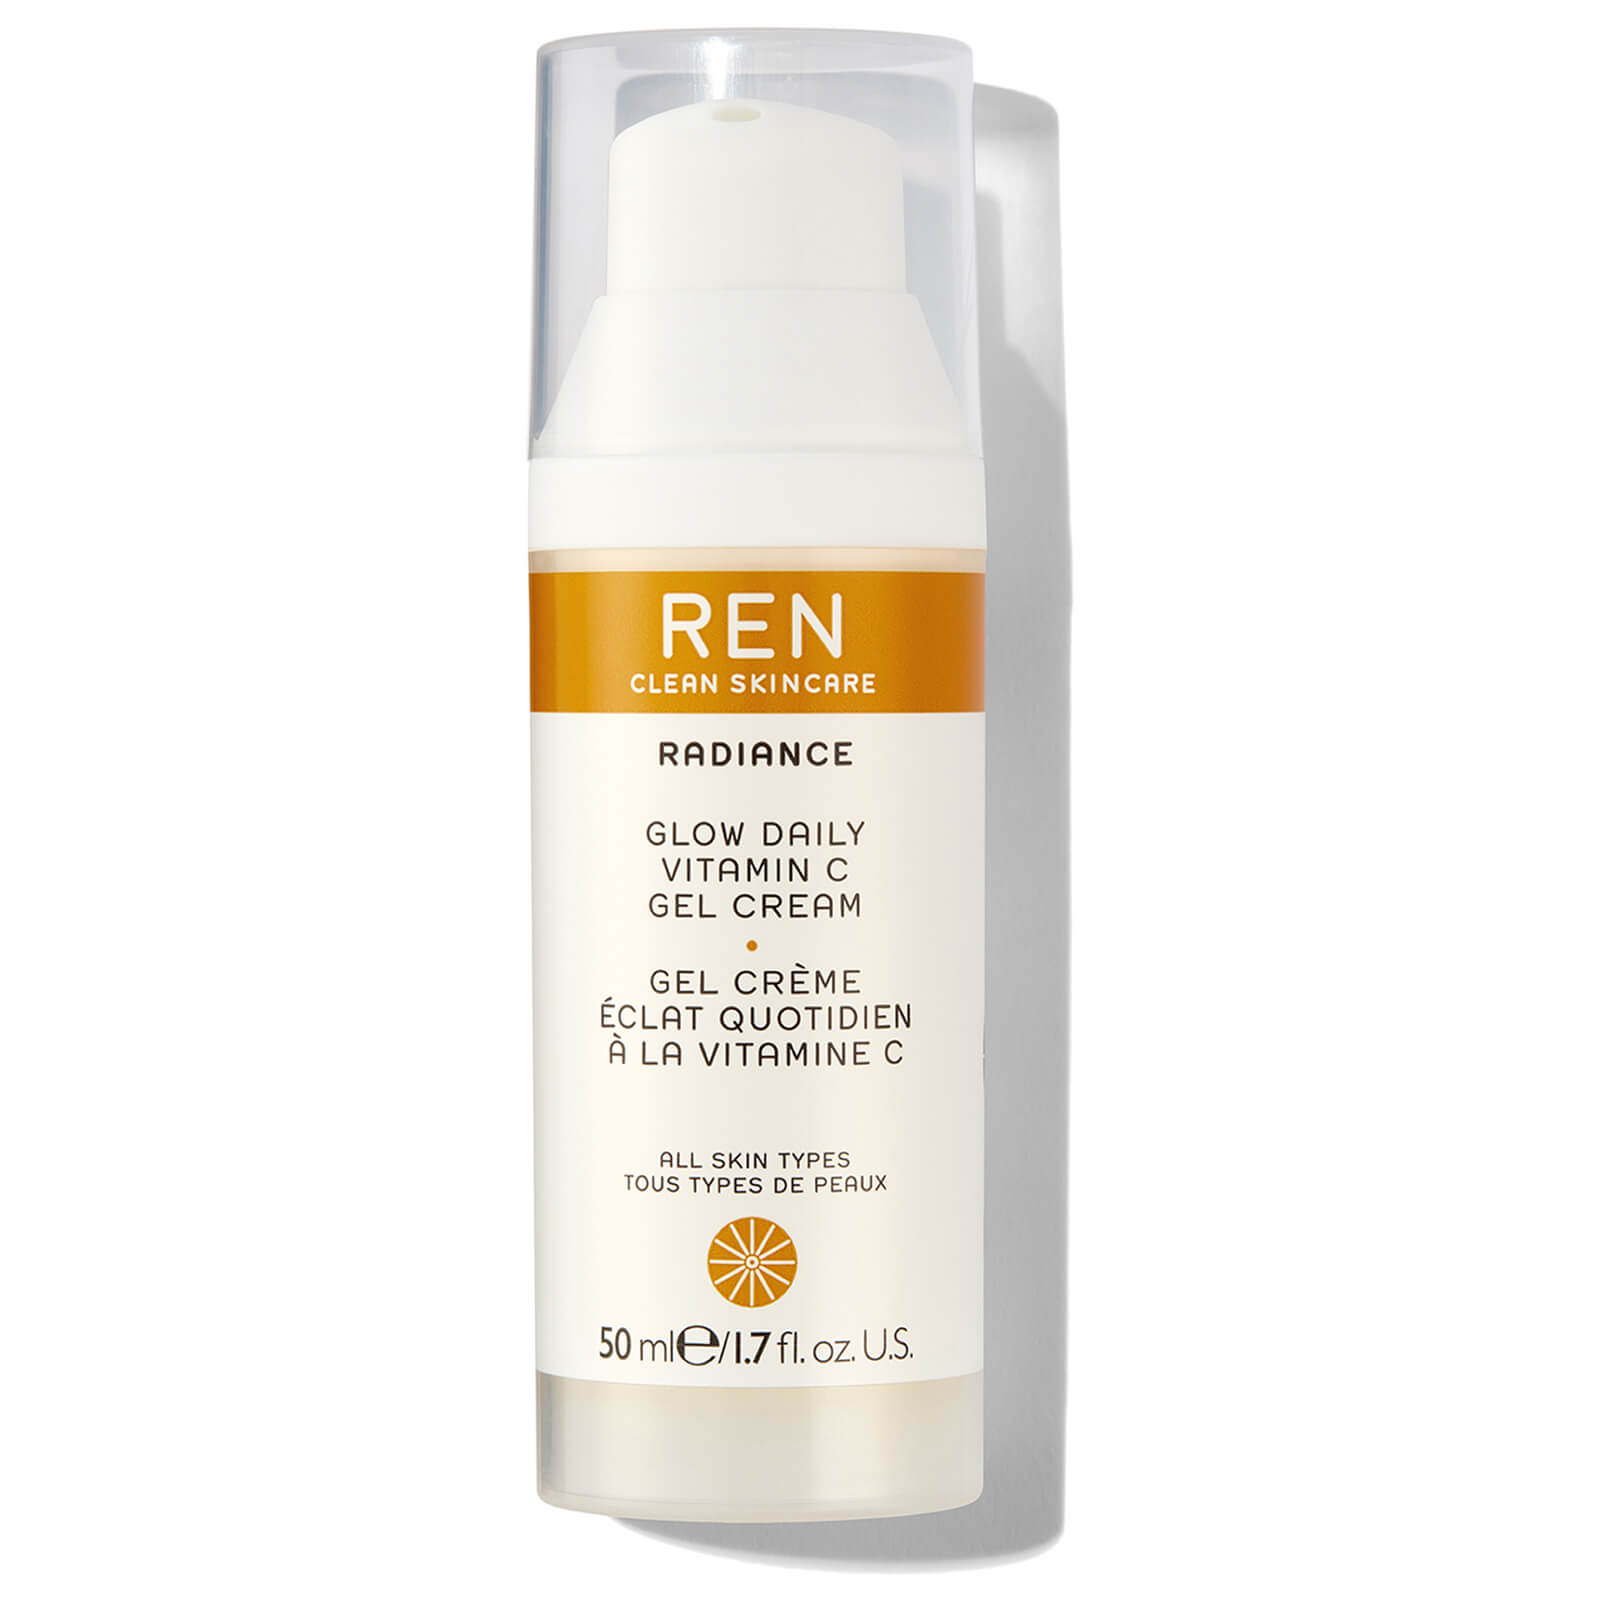 REN
CLEAN SKINCARE
RADIANCE
GLOW DAILY
VITAMIN C
GEL CREAM
•
GEL CRÈME
ÉCLAT QUOTIDIEN
À LA VITAMINE C
ALL SKIN TYPES
TOUS TYPES DE PEAUX
50 ml℮/1.7 fl. oz. U.S.